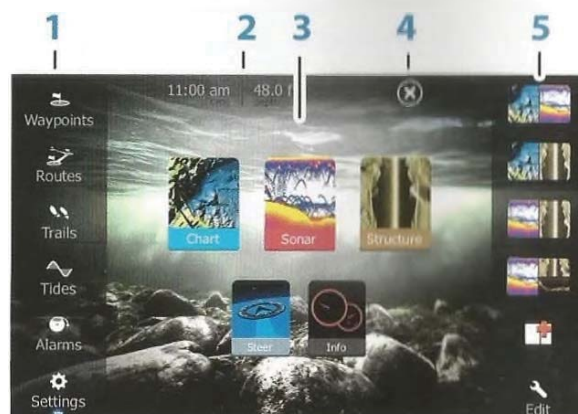 1 2 3 4 5
11:00 am 48.0 f
Waypoints
Routes
Trails
Tides
Alarms
Settings
Chart Sonar Structure
Steer Info
Edit